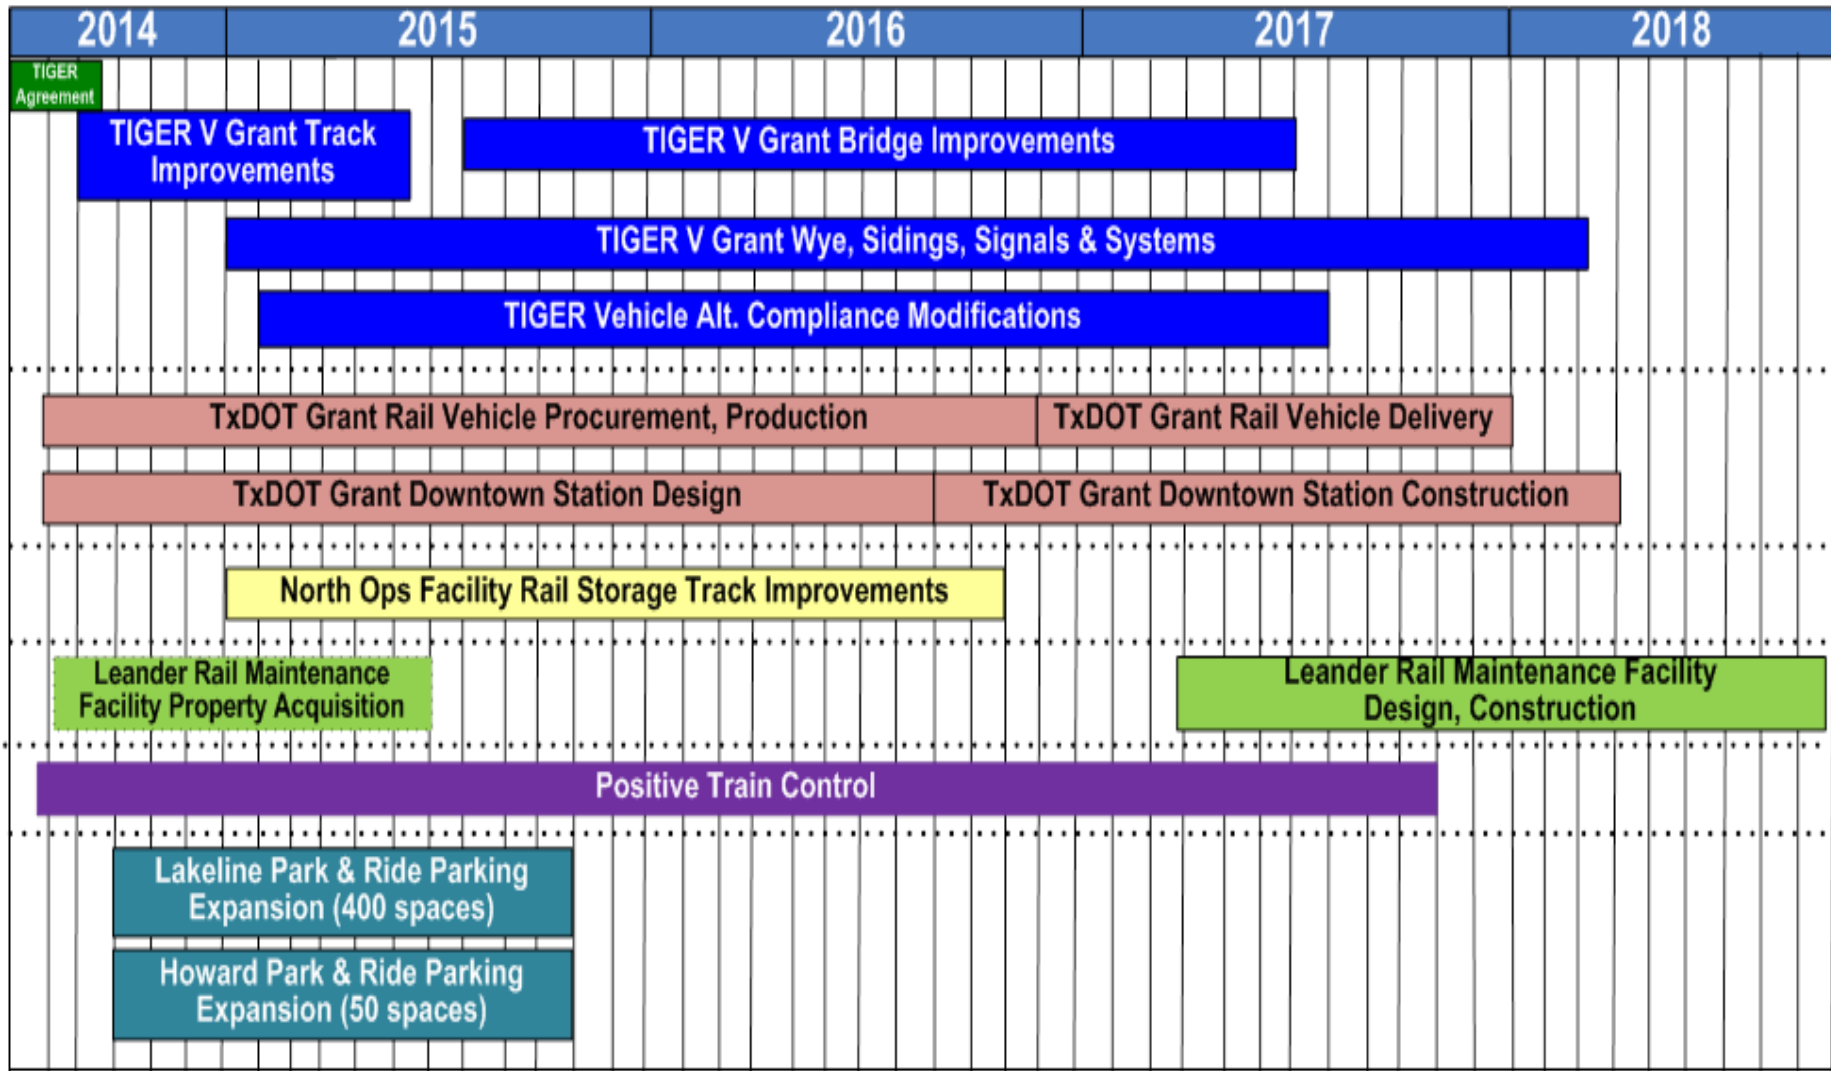 2014 2015 2016 2017 2018
TIGER
Agreement
TIGER V Grant Track
Improvements
TIGER V Grant Bridge Improvements
TIGER V Grant Wye, Sidings, Signals & Systems
TIGER Vehicle Alt. Compliance Modifications
TxDOT Grant Rail Vehicle Procurement, Production
TxDOT Grant Rail Vehicle Delivery
TxDOT Grant Downtown Station Design
TxDOT Grant Downtown Station Construction
North Ops Facility Rail Storage Track Improvements
Leander Rail Maintenance
Facility Property Acquisition
Leander Rail Maintenance Facility
Design, Construction
Positive Train Control
Lakeline Park & Ride Parking
Expansion (400 spaces)
Howard Park & Ride Parking
Expansion (50 spaces)